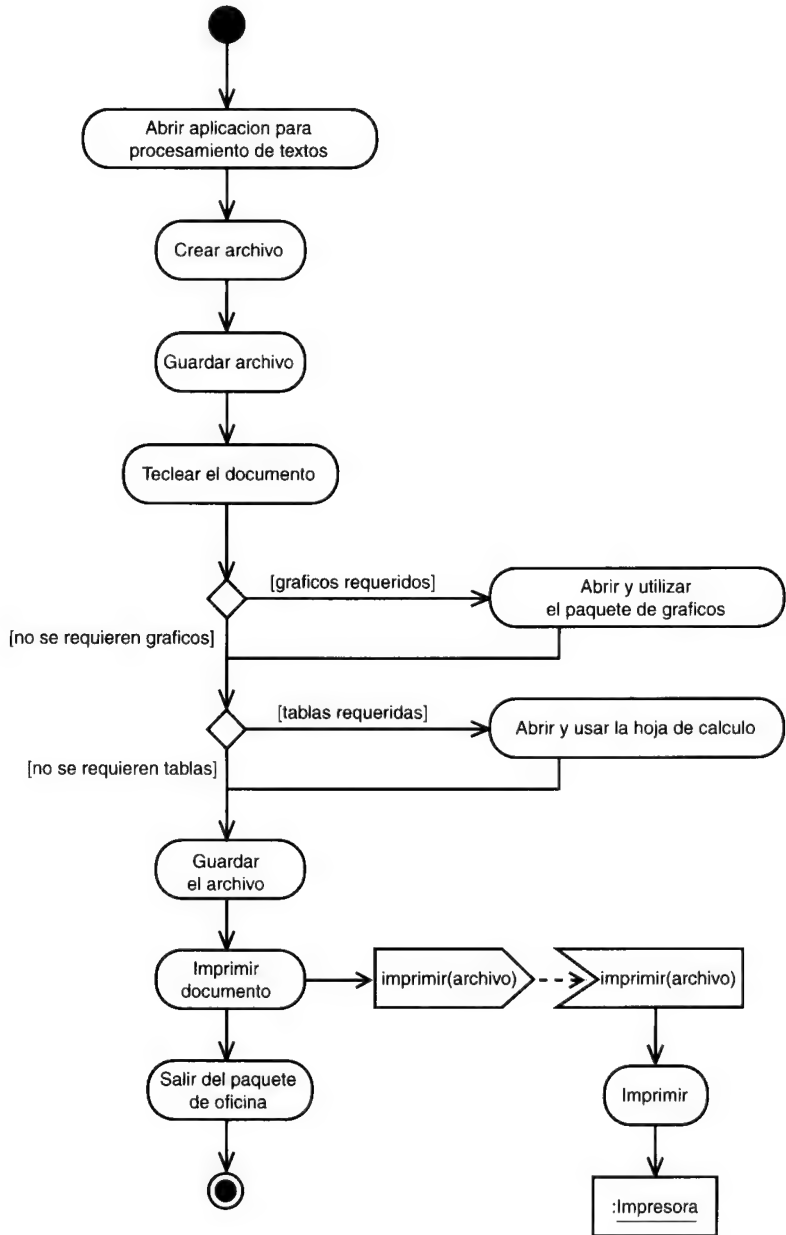 Abrir aplicacion para
procesamiento de textos
Crear archivo
Guardar archivo
Teclear el documento
[graficos requeridos]
Abrir y utilizar
el paquete de graficos
[no se requieren graficos]
[tablas requeridas]
Abrir y usar la hoja de calculo
[no se requieren tablas]
Guardar
el archivo
Imprimir
documento
imprimir(archivo)
imprimir(archivo)
Salir del paquete
de oficina
Imprimir
:Impresora